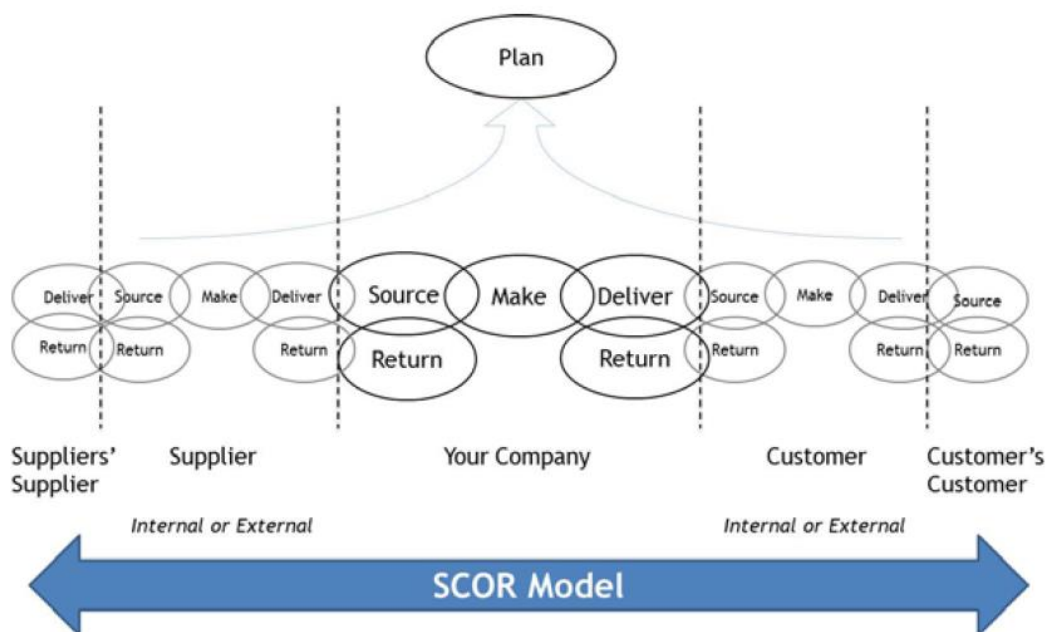 Plan
Deliver Source Make Deliver Source Make Deliver Source Make Deliver Source
Return Return Return Return Return Return Return Return
Suppliers' Supplier Your Company Customer Customer's
Supplier Customer
Internal or External Internal or External
SCOR Model